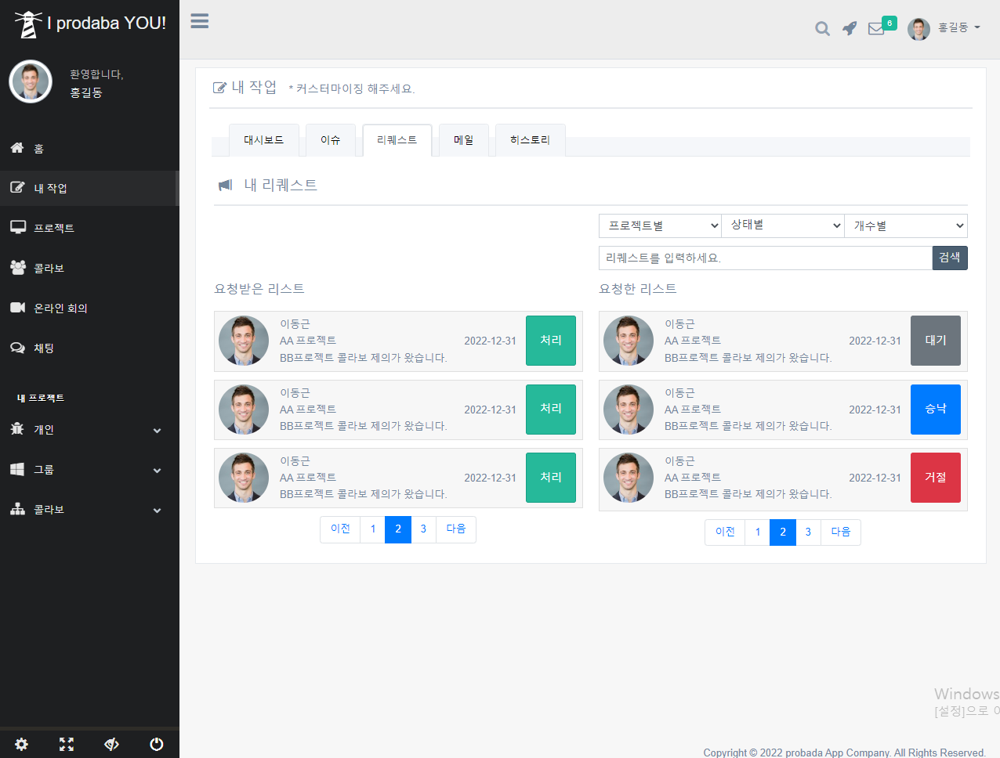 I prodaba YOU!
환영합니다,
홍길동
홈
내 작업
프로젝트
콜라보
온라인 회의
채팅
내 프로젝트
개인
그룹
콜라보
6
홍길동
내 작업 * 커스터마이징 해주세요.
대시보드 이슈 리퀘스트 메일 히스토리
내 리퀘스트
프로젝트별 상태별 개수별
리퀘스트를 입력하세요. 검색
요청받은 리스트
이동근
AA 프로젝트
BB프로젝트 콜라보 제의가 왔습니다.
2022-12-31
처리
이동근
AA 프로젝트
BB프로젝트 콜라보 제의가 왔습니다.
2022-12-31
처리
이동근
AA 프로젝트
BB프로젝트 콜라보 제의가 왔습니다.
2022-12-31
처리
이전 1 2 3 다음
요청한 리스트
이동근
AA 프로젝트
BB프로젝트 콜라보 제의가 왔습니다.
2022-12-31
대기
이동근
AA 프로젝트
BB프로젝트 콜라보 제의가 왔습니다.
2022-12-31
승낙
이동근
AA 프로젝트
BB프로젝트 콜라보 제의가 왔습니다.
2022-12-31
거절
이전 1 2 3 다음
Windows
[설정]으로
Copyright © 2022 probada App Company. All Rights Reserved.